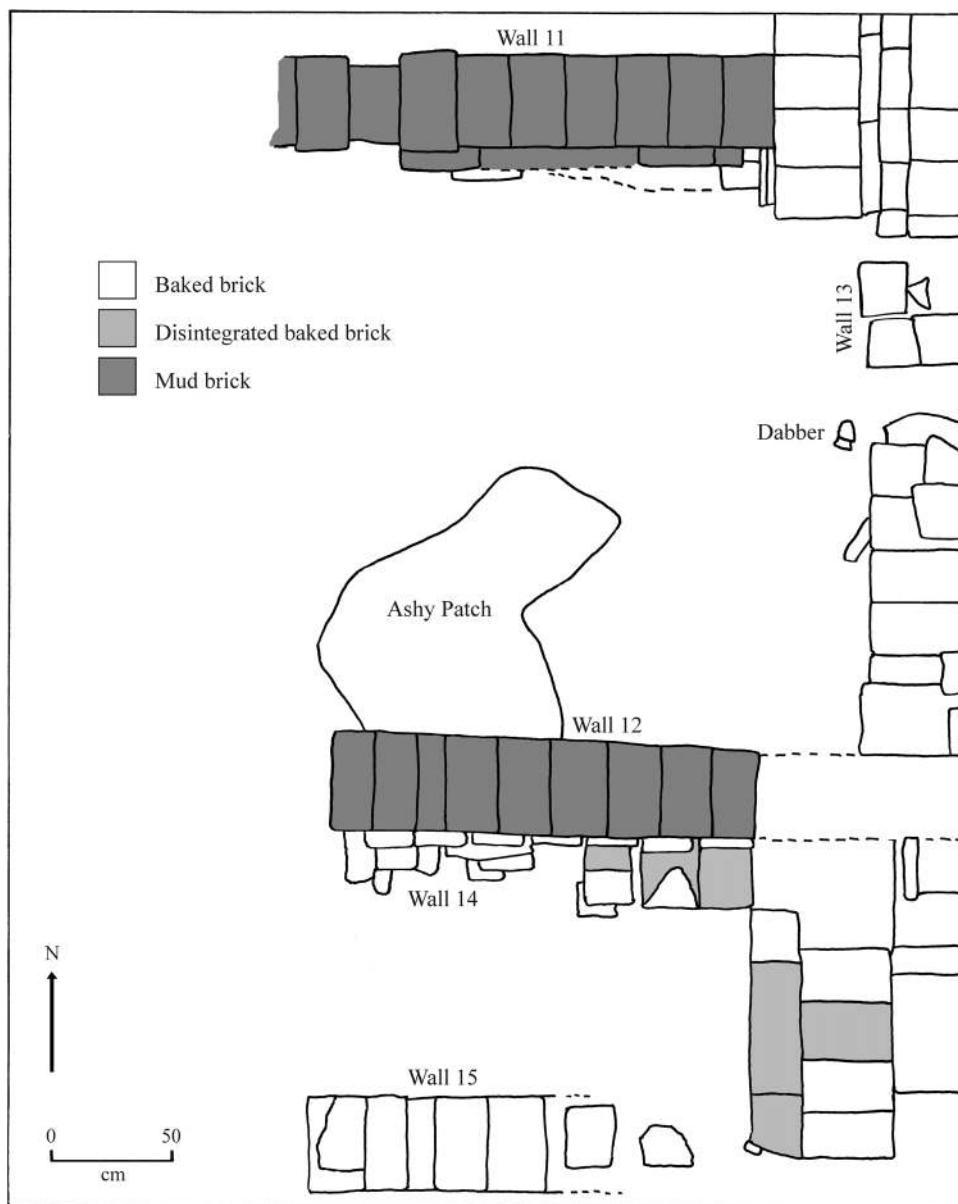 Wall 11
Baked brick
Disintegrated baked brick
Mud brick
Wall 13
Dabber
Ashy Patch
Wall 12
Wall 14
N
Wall 15
0 50
cm